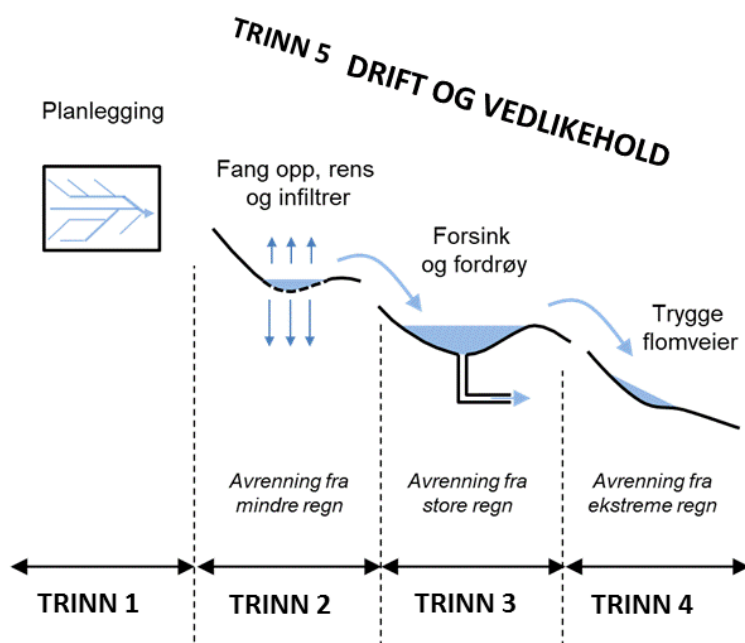 TRINN 5 DRIFT OG VEDLIKEHOLD
Planlegging
Fang opp, rens
og infiltrer
Forsink
og fordrøy
Trygge
flomveier
Avrenning fra
mindre regn
Avrenning fra
store regn
Avrenning fra
ekstreme regn
TRINN 1
TRINN 2
TRINN 3
TRINN 4